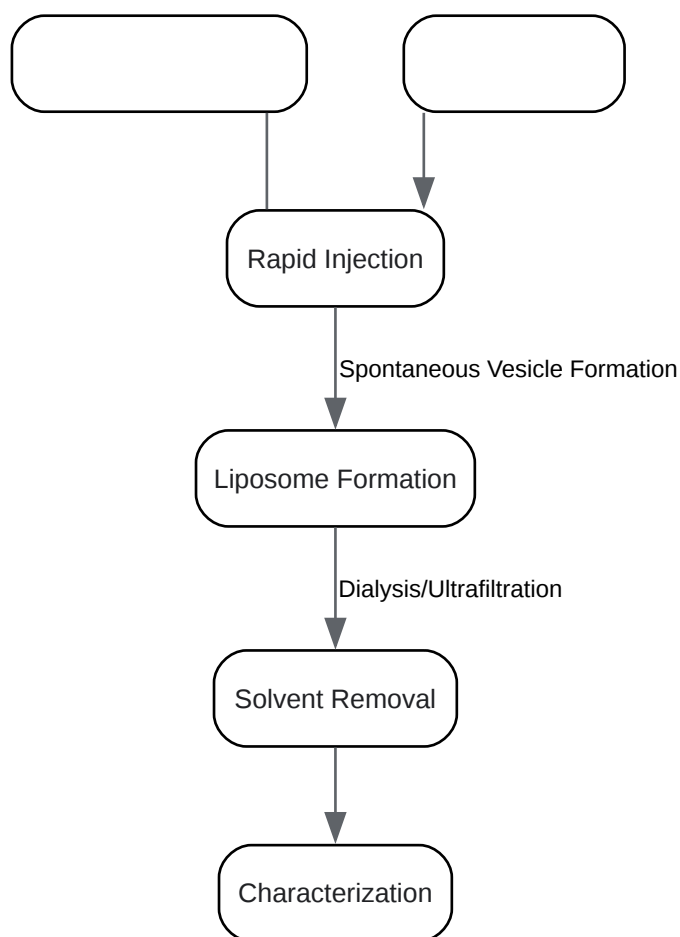 Rapid Injection
Spontaneous Vesicle Formation
Liposome Formation
Dialysis/Ultrafiltration
Solvent Removal
Characterization